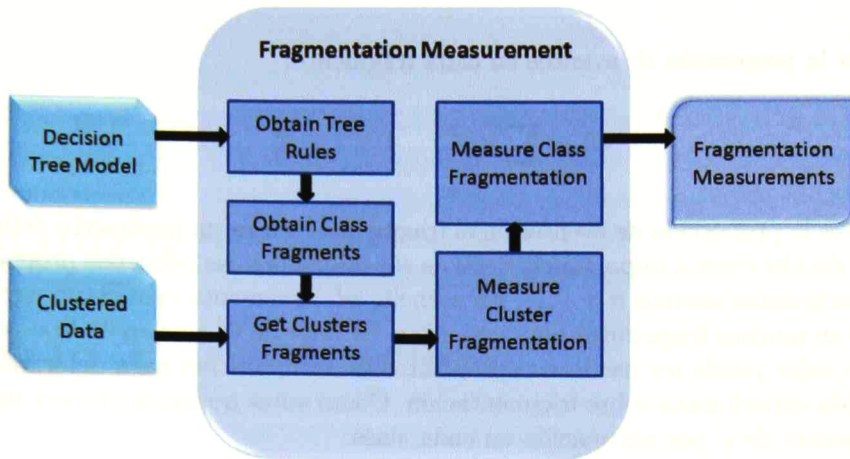 Fragmentation Measurement
Decision
Tree Model
Obtain Tree
Rules
Obtain Class
Fragments
Clustered
Data
Get Clusters
Fragments
Measure
Cluster
Fragmentation
Measure Class
Fragmentation
Fragmentation
Measurements